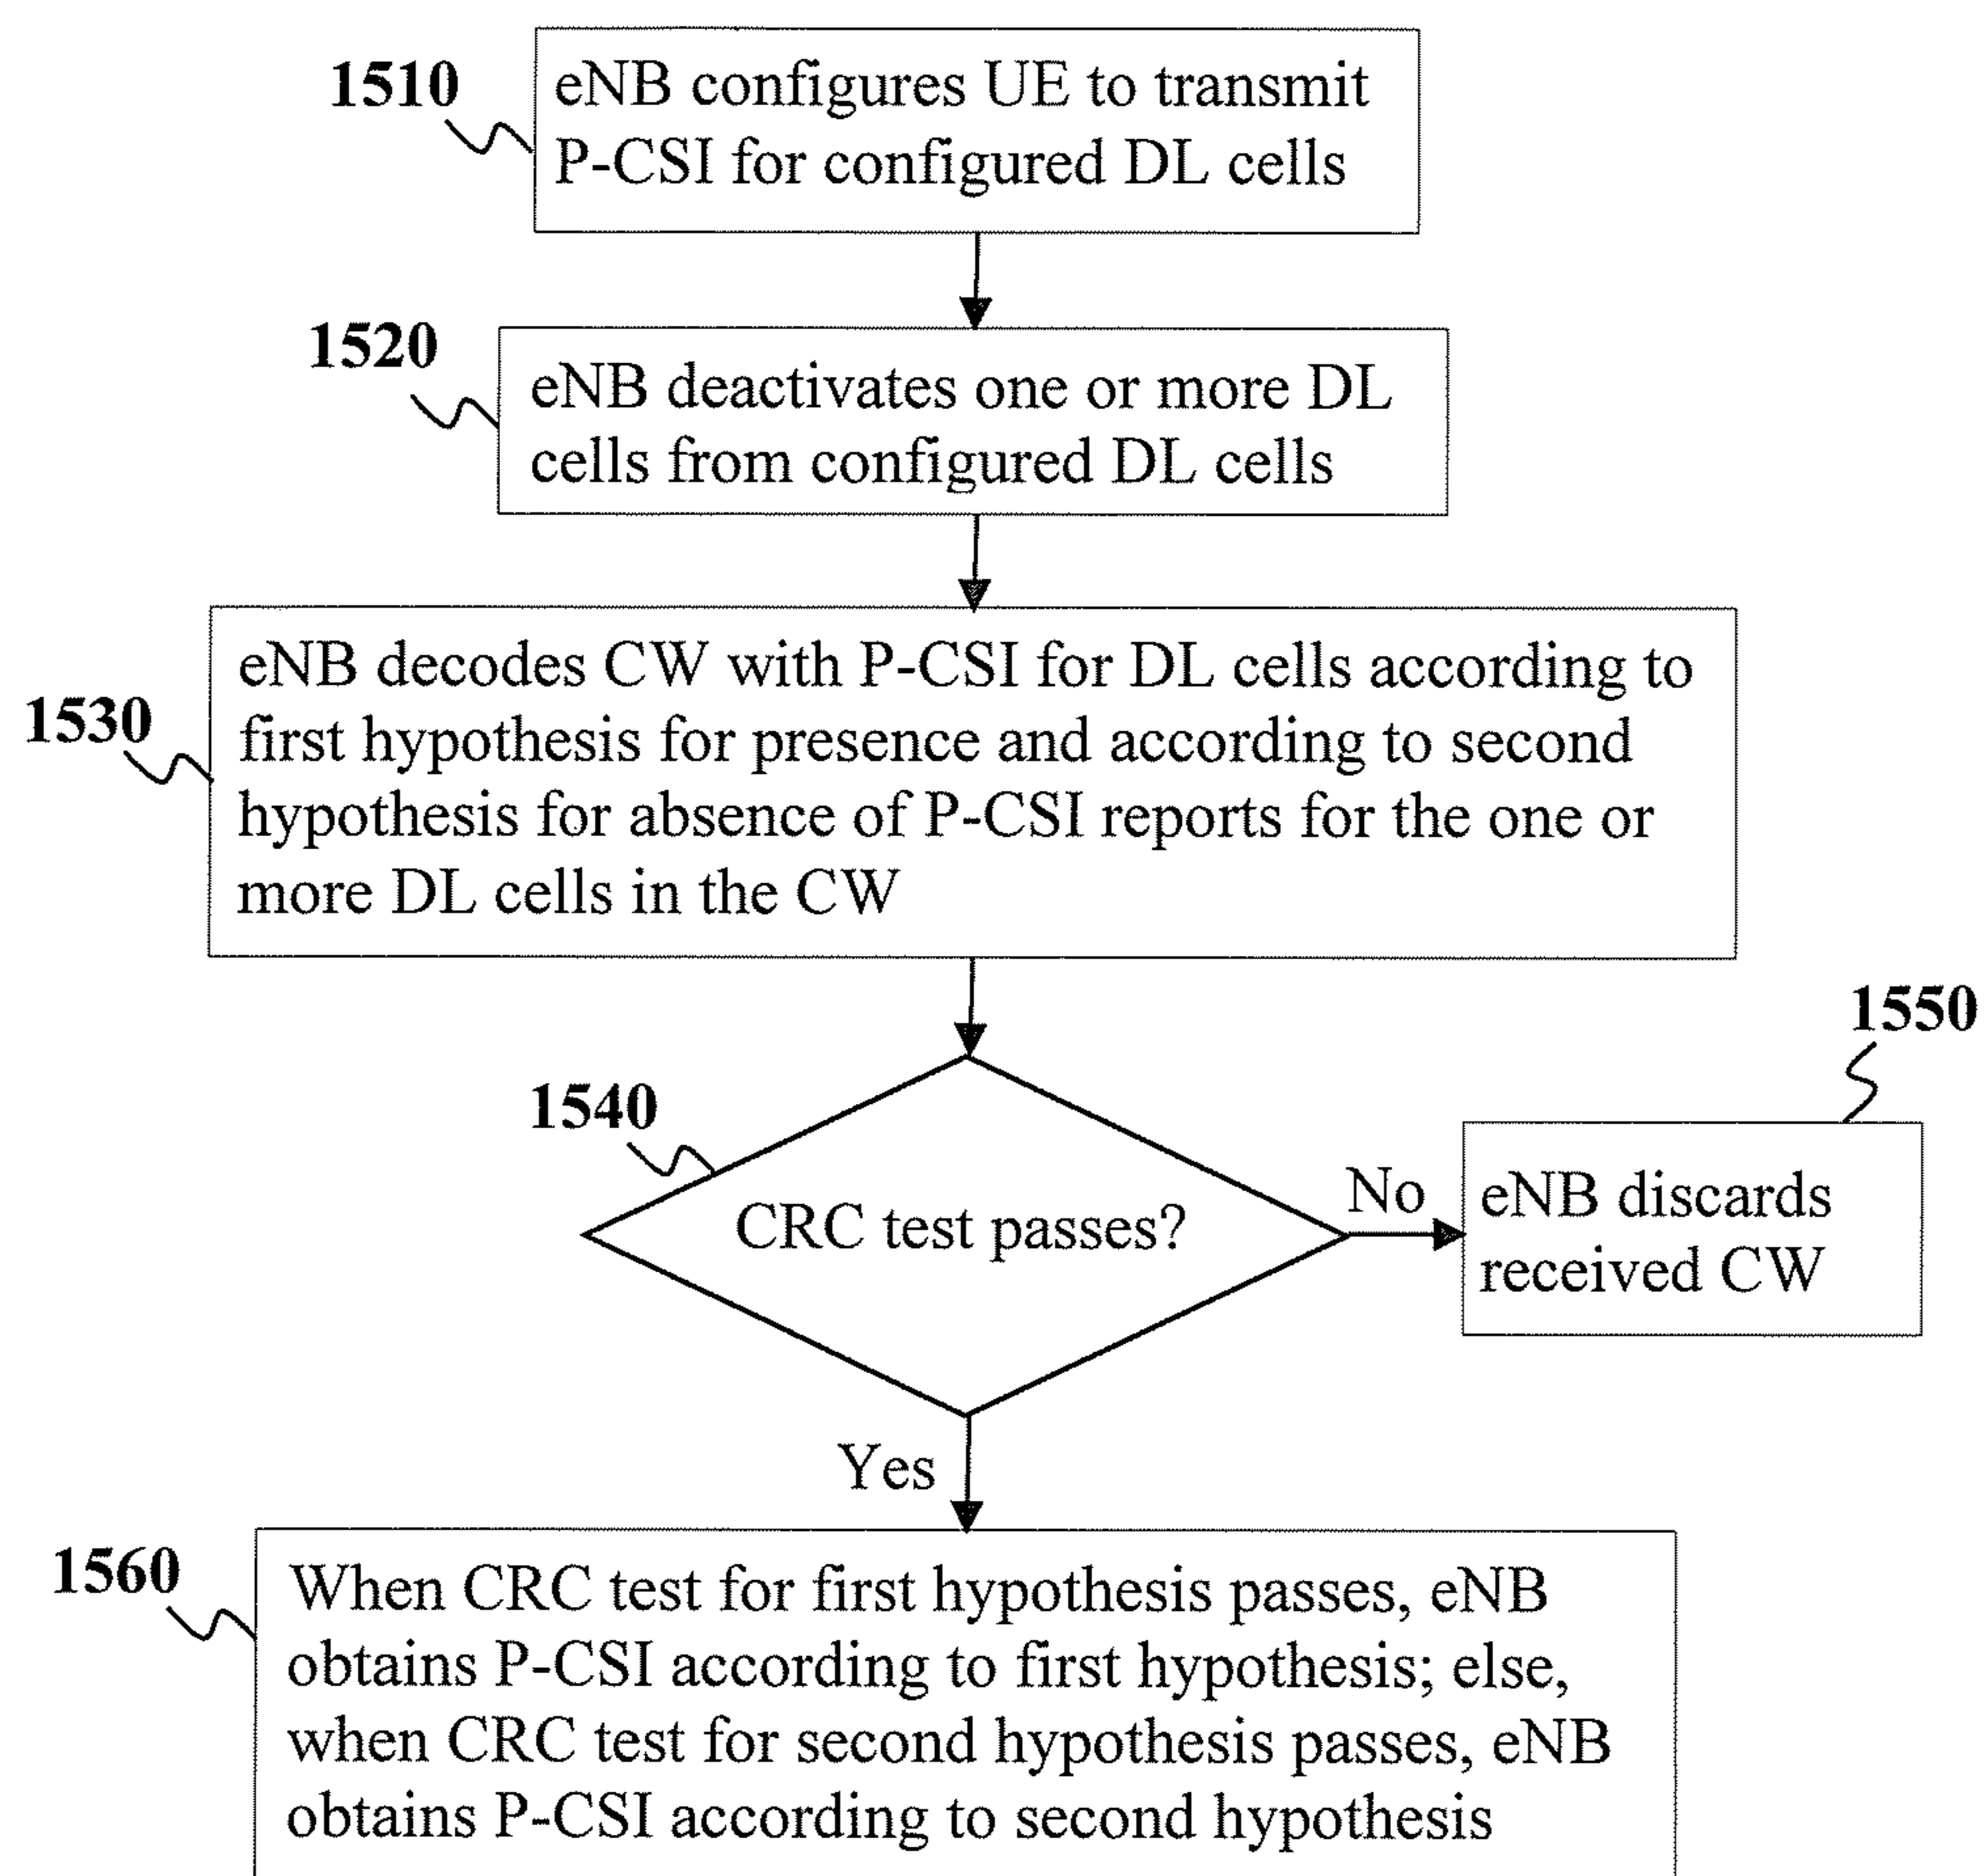 1510
eNB configures UE to transmit
P-CSI for configured DL cells
1520
eNB deactivates one or more DL
cells from configured DL cells
1530
eNB decodes CW with P-CSI for DL cells according to
first hypothesis for presence and according to second
hypothesis for absence of P-CSI reports for the one or
more DL cells in the CW
1540
CRC test passes?
No
1550
eNB discards
received CW
Yes
1560
When CRC test for first hypothesis passes, eNB
obtains P-CSI according to first hypothesis; else,
when CRC test for second hypothesis passes, eNB
obtains P-CSI according to second hypothesis